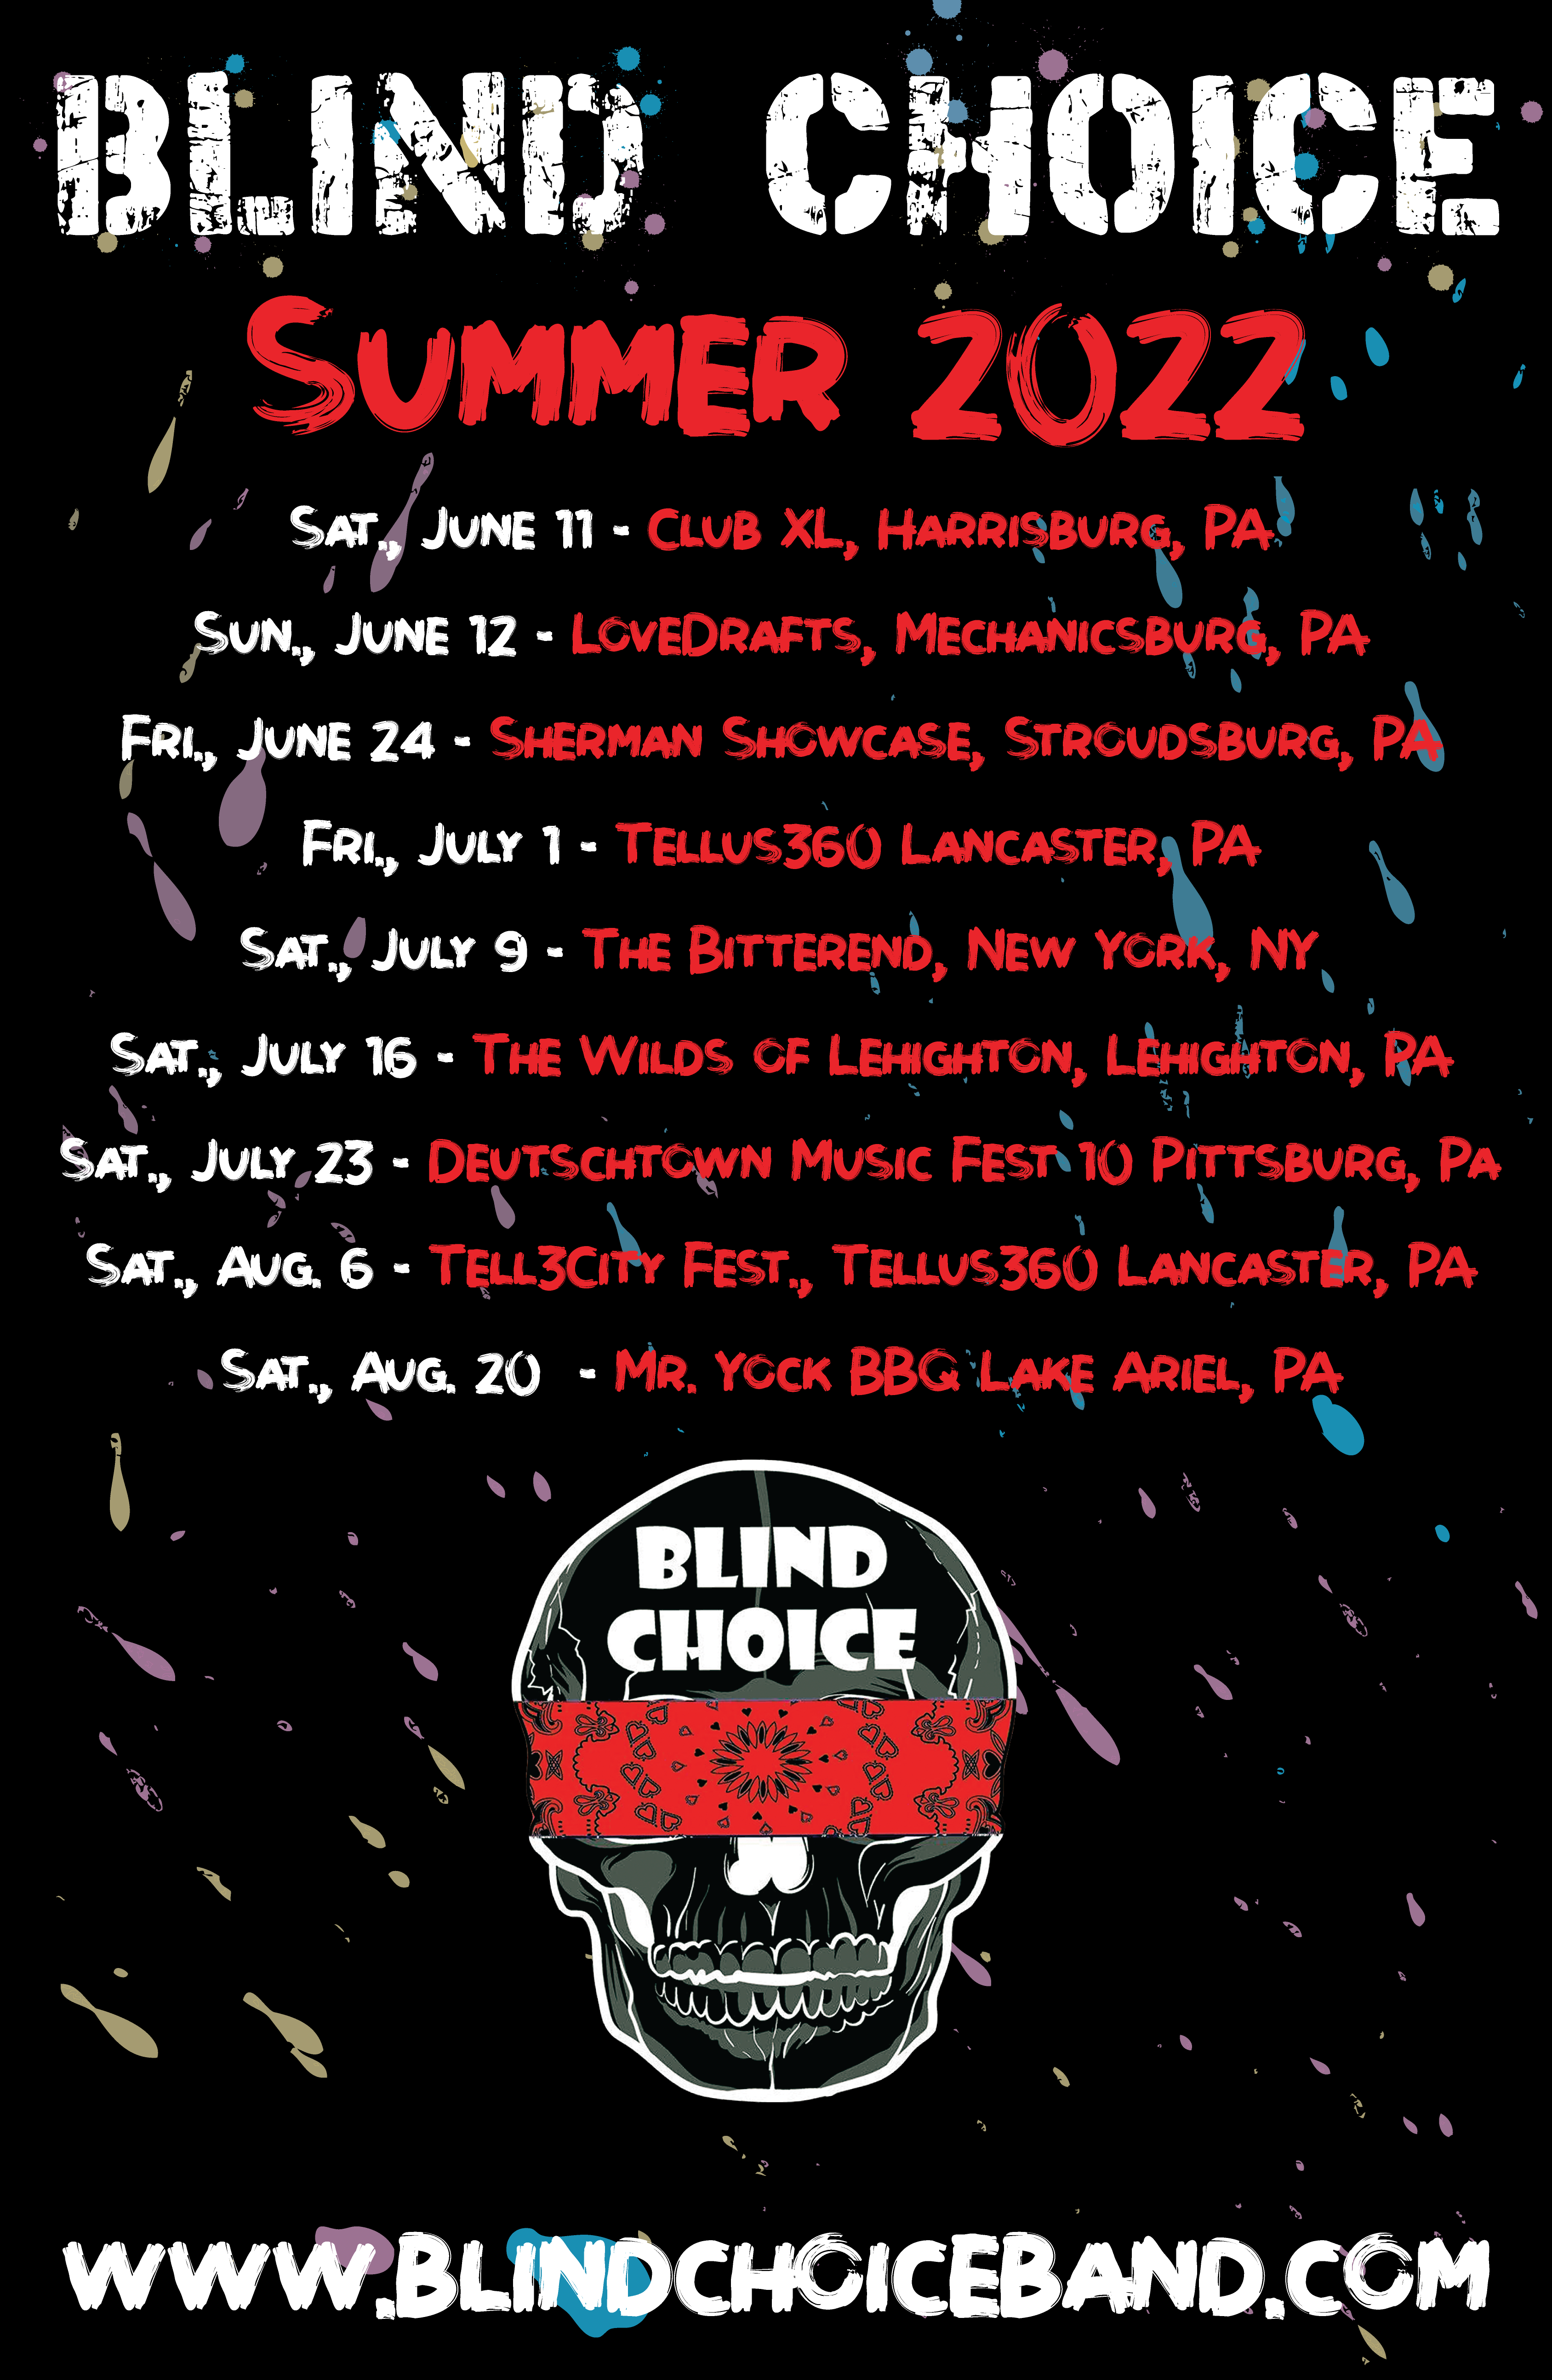 BLIND CHOICE
SUMMER 2022
SAT., JUNE 11 - CLUB XL, HARRISBURG, PA
SUN., JUNE 12 - LOVEDRAFTS, MECHANICSBURG, PA
FRI., JUNE 24 - SHERMAN SHOWCASE, STROUDSBURG, PA
FRI., JULY 1 - TELLUS360 LANCASTER, PA
SAT., JULY 9 - THE BITTEREND, NEW YORK, NY
SAT., JULY 16 - THE WILDS OF LEHIGHTON, LEHIGHTON, PA
SAT., JULY 23 - DEUTSCHTOWN MUSIC FEST 10 PITTSBURG, PA
SAT., AUG. 6 - TELL3CITY FEST., TELLUS360 LANCASTER, PA
SAT., AUG. 20 - MR. YOCK BBQ LAKE ARIEL, PA
BLIND
CHOICE
WWW.BLINDCHOICEBAND.COM